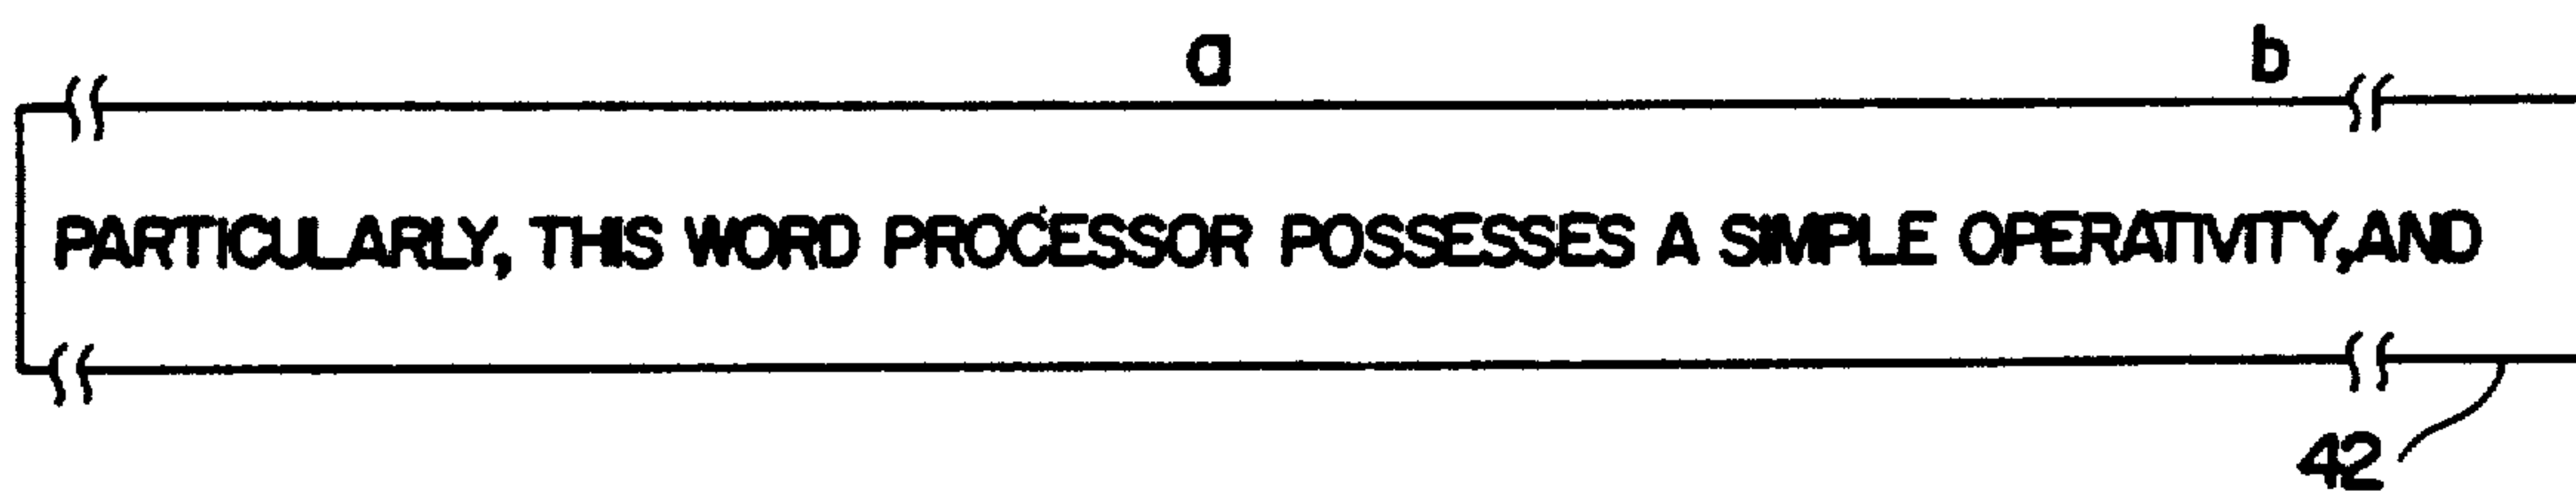 a b
PARTICULARLY, THIS WORD PROCESSOR POSSESSES A SIMPLE OPERATIVITY,AND
42